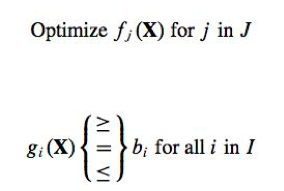 Optimize f_j(X) for j in J
g_i(X) { ≥ = ≤ } b_i for all i in I